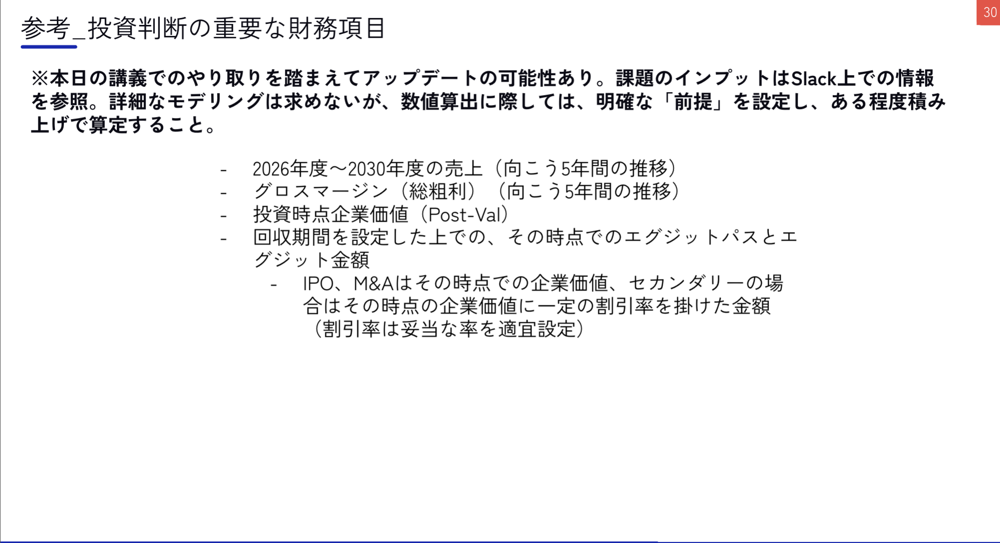 30
参考_投資判断の重要な財務項目
※本日の講義でのやり取りを踏まえてアップデートの可能性あり。課題のインプットはSlack上での情報
を参照。詳細なモデリングは求めないが、数値算出に際しては、明確な「前提」を設定し、ある程度積み
上げで算定すること。
- 2026年度〜2030年度の売上（向こう5年間の推移）
- グロスマージン（総粗利）（向こう5年間の推移）
- 投資時点企業価値（Post-Val）
- 回収期間を設定した上での、その時点でのエグジットパスとエ
グジット金額
- IPO、M&Aはその時点での企業価値、セカンダリーの場
合はその時点の企業価値に一定の割引率を掛けた金額
（割引率は妥当な率を適宜設定）